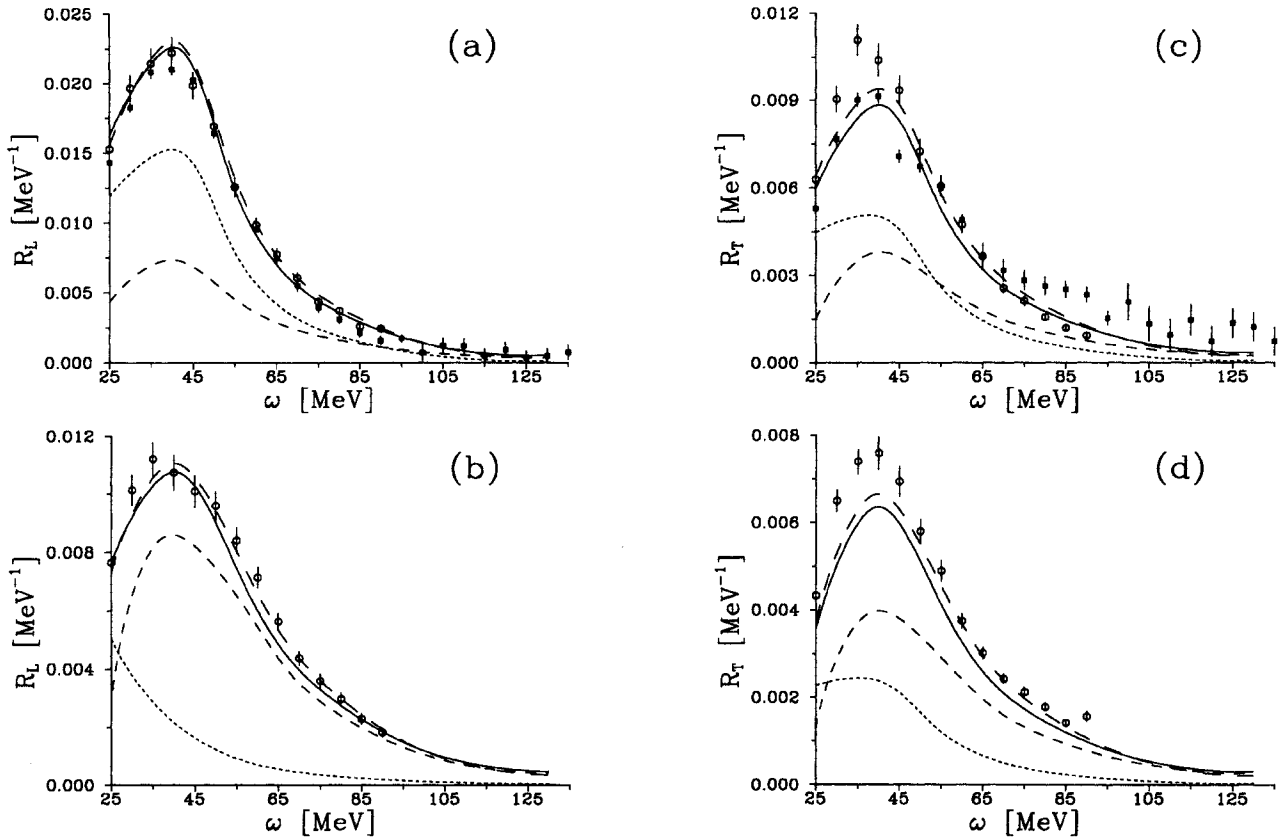 (a)
R_L [MeV⁻¹]
0.025
0.020
0.015
0.010
0.005
0.000
25 45 65 85 105 125
ω [MeV]
(c)
R_T [MeV⁻¹]
0.012
0.009
0.006
0.003
0.000
25 45 65 85 105 125
ω [MeV]
(b)
R_L [MeV⁻¹]
0.012
0.008
0.004
0.000
25 45 65 85 105 125
ω [MeV]
(d)
R_T [MeV⁻¹]
0.008
0.006
0.004
0.002
0.000
25 45 65 85 105 125
ω [MeV]